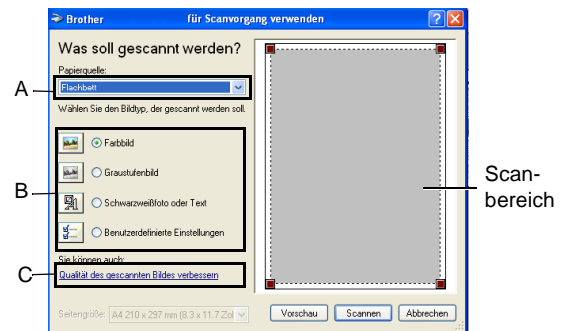 Brother für Scanvorgang verwenden
Was soll gescannt werden?
Papierquelle:
A
Flachbett
Wählen Sie den Bildtyp, der gescannt werden soll.
Farbbild
Graustufenbild
B
Schwarzweißfoto oder Text
Benutzerdefinierte Einstellungen
Scan-
bereich
Sie können auch:
C
Qualität des gescannten Bildes verbessern
Seitengröße: A4 210 x 297 mm (8.3 x 11.7 Zol
Vorschau Scannen Abbrechen